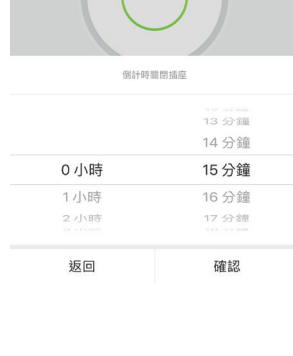 倒計時關閉插座
13 分鐘
14 分鐘
0 小時 15 分鐘
1 小時 16 分鐘
2 小時 17 分鐘
返回 確認